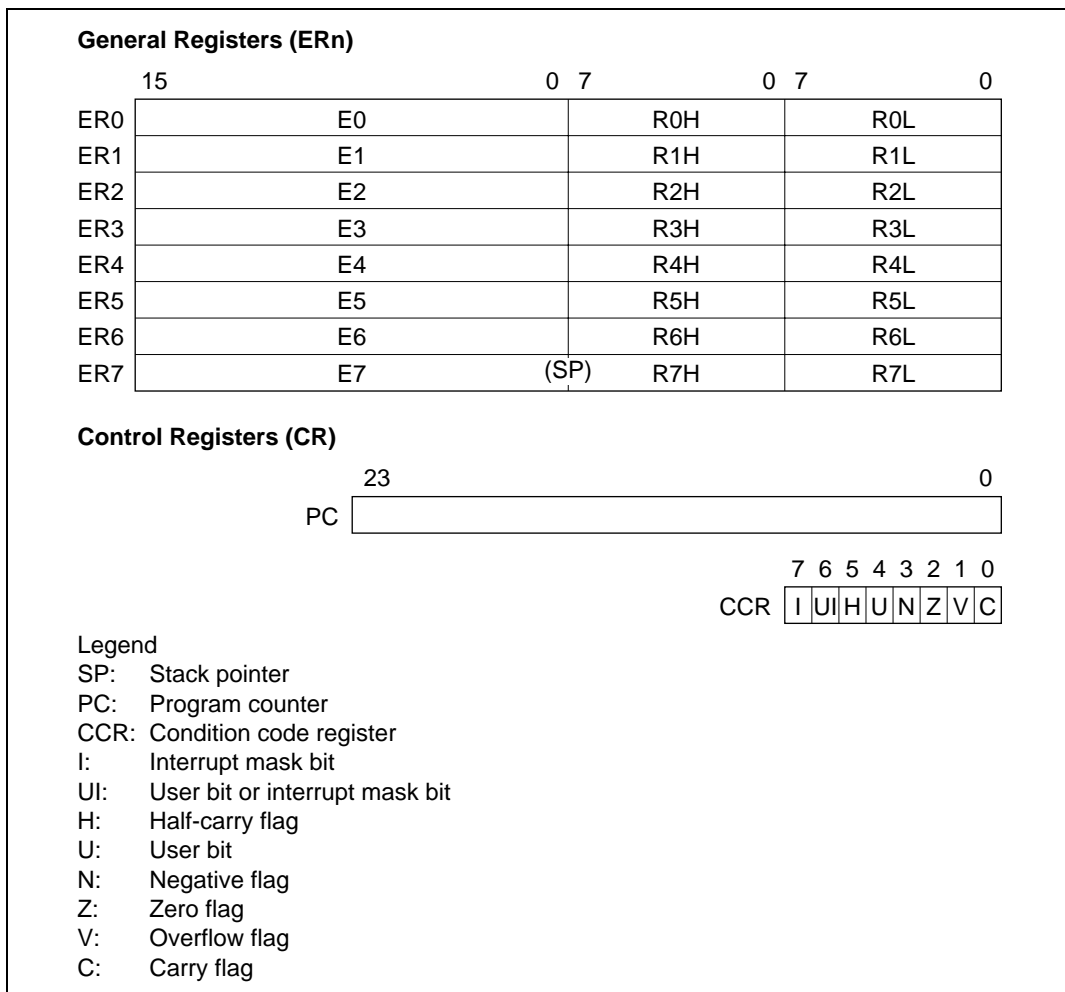 General Registers (ERn)
15 0 7 0 7 0
ER0 E0 R0H R0L
ER1 E1 R1H R1L
ER2 E2 R2H R2L
ER3 E3 R3H R3L
ER4 E4 R4H R4L
ER5 E5 R5H R5L
ER6 E6 R6H R6L
ER7 E7 (SP) R7H R7L
Control Registers (CR)
23 0
PC
7 6 5 4 3 2 1 0
CCR I UI H U N Z V C
Legend
SP: Stack pointer
PC: Program counter
CCR: Condition code register
I: Interrupt mask bit
UI: User bit or interrupt mask bit
H: Half-carry flag
U: User bit
N: Negative flag
Z: Zero flag
V: Overflow flag
C: Carry flag